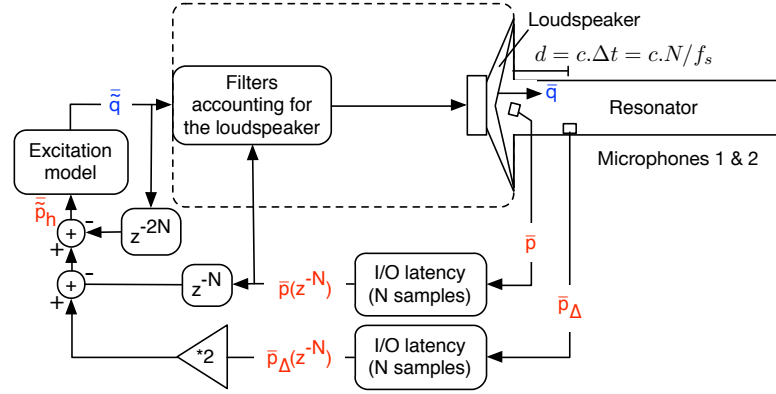 Loudspeaker
d = c.Δt = c.N/f_s
Filters
accounting for
the loudspeaker
q̄̃
q̄
Resonator
Excitation
model
Microphones 1 & 2
p̄̃_h
-
+
+
z^-2N
p̄
-
+
+
z^-N
p̄(z^-N)
I/O latency
(N samples)
p̄_Δ
*2
p̄_Δ(z^-N)
I/O latency
(N samples)